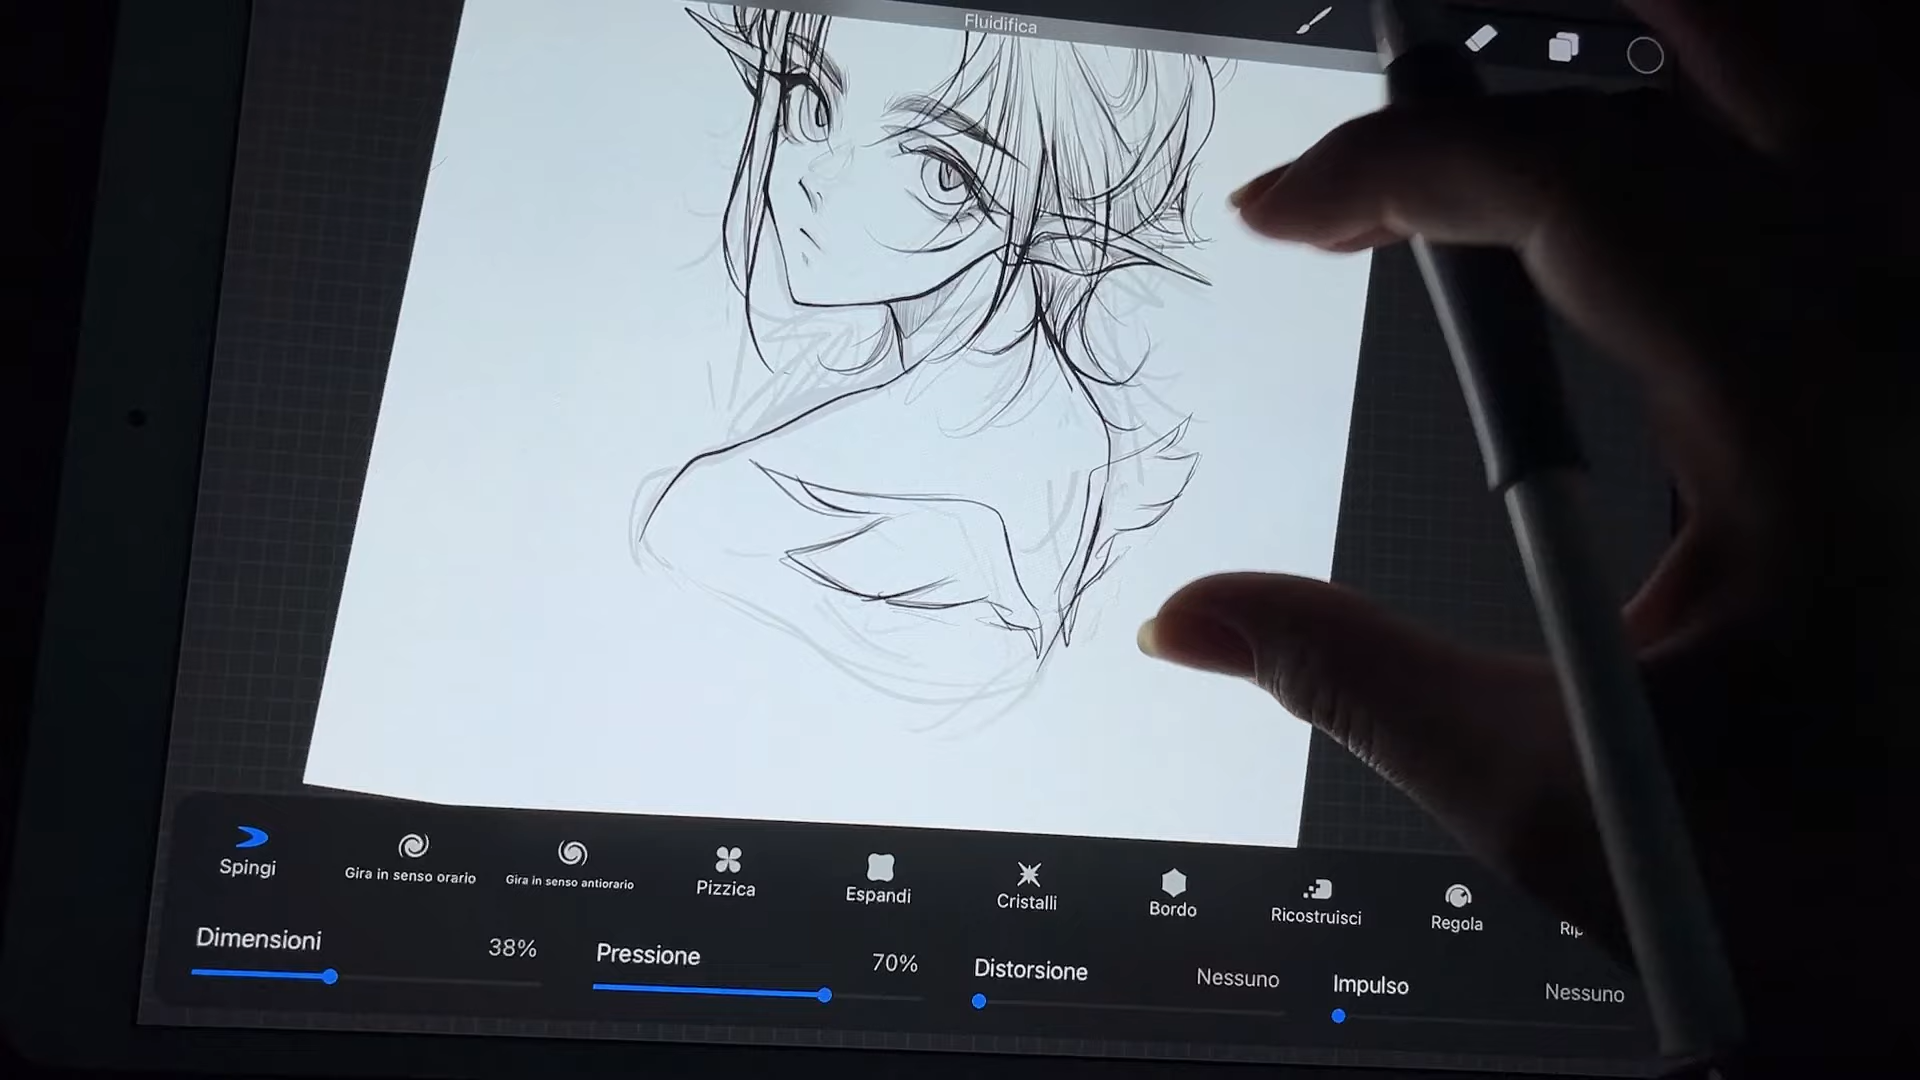 Fluidifica
Spingi
Gira in senso orario
Gira in senso antiorario
Pizzica
Espandi
Cristalli
Bordo
Ricostruisci
Regola
Dimensioni 38%
Pressione 70%
Distorsione Nessuno
Impulso Nessuno